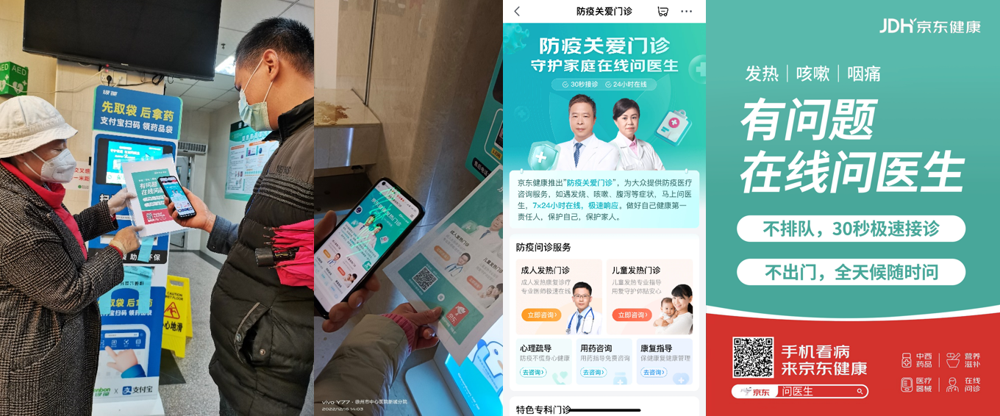 AED
AED
先取袋 后拿药
支付宝扫码 领药品袋
有问题
在线问
取袋 后拿药
宝扫码 领药品袋
CAUTION
WET FLOOR
心地滑
支付宝
vivo Y77 · 徐州市中心医院新城分院
2022/12/16 14:03
防疫关爱门诊
防疫关爱门诊
守护家庭在线问医生
30秒接诊
24小时在线
京东健康推出"防疫关爱门诊"，为大众提供防疫医疗
咨询服务，如遇发烧、咳嗽、腹泻等症状，马上问医
生，7x24小时在线，极速响应。做好自己健康第一
责任人，保护自己，保护家人。
防疫问诊服务
成人发热门诊
成人发热康复诊疗
专业医师极速在线
立即咨询›
儿童发热门诊
儿童发热专业指导
用爱守护体贴安心
立即咨询›
心理疏导
防疫不慌身心健康
去咨询›
用药咨询
用药指导免费咨询
去咨询›
康复指导
保健康复健康管理
去咨询›
特色专科门诊
JDH 京东健康
发热｜咳嗽｜咽痛
有问题
在线问医生
不排队，30秒极速接诊
不出门，全天候随时问
手机看病
来京东健康
京东
问医生
中西
药品
营养
滋补
医疗
器械
在线
问诊